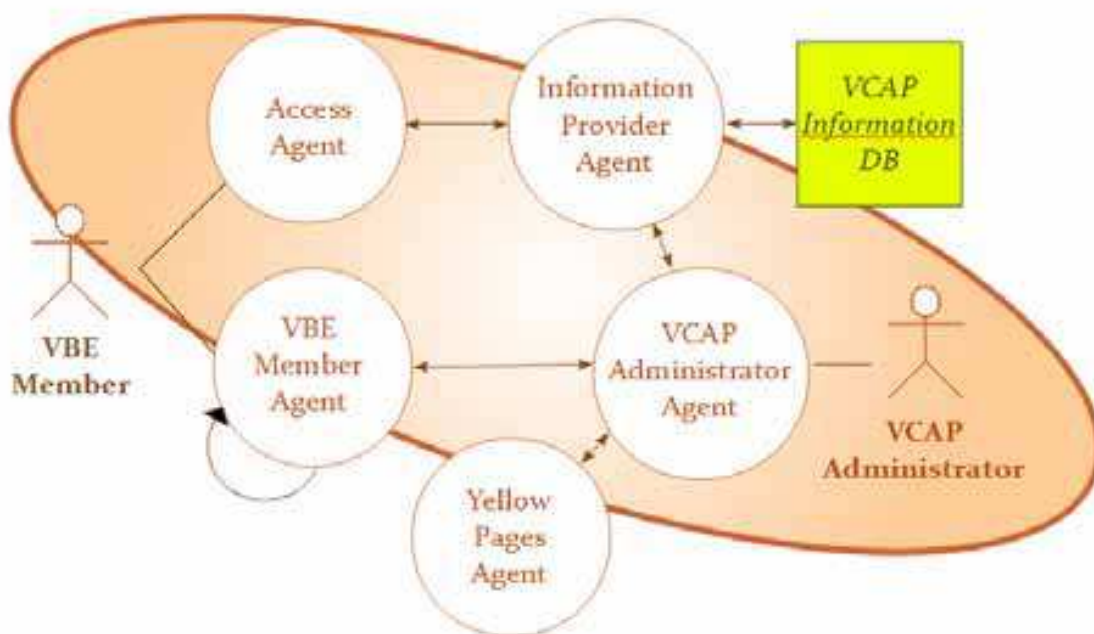 Access
Agent
Information
Provider
Agent
VCAP
Information
DB
VBE
Member
VBE
Member
Agent
VCAP
Administrator
Agent
VCAP
Administrator
Yellow
Pages
Agent